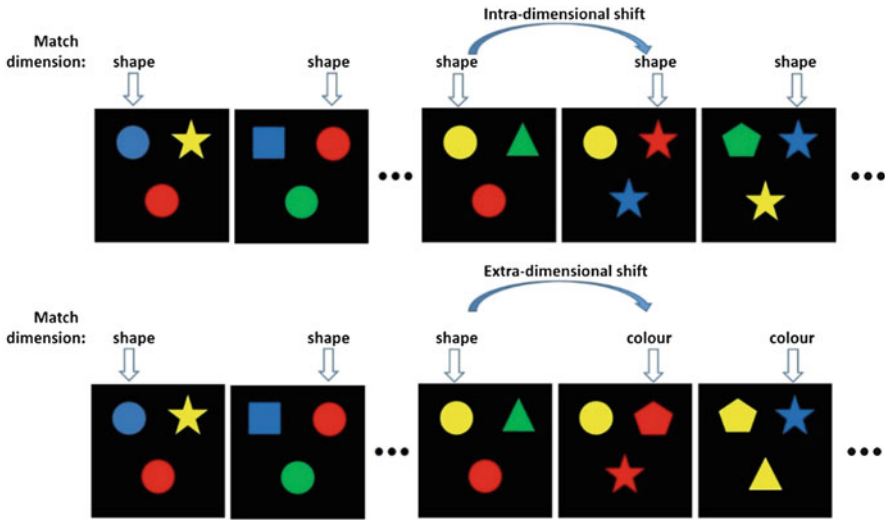 Intra-dimensional shift
Match
dimension: shape shape shape shape shape
Extra-dimensional shift
Match
dimension: shape shape shape colour colour